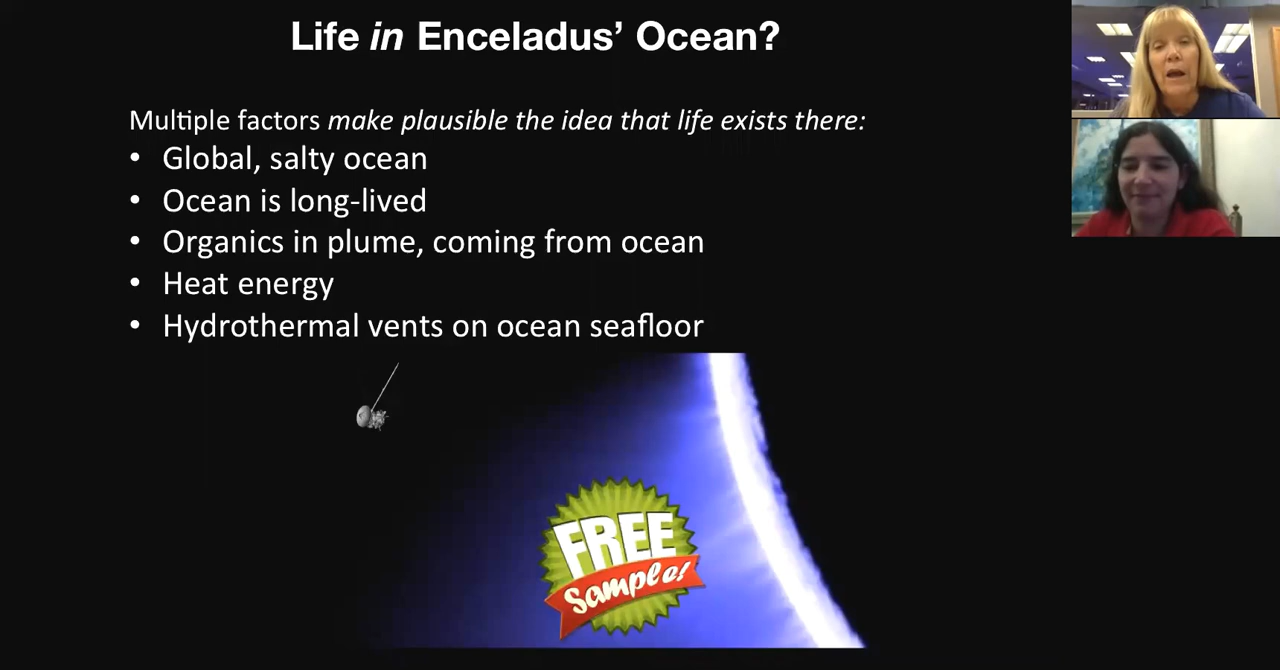 Life in Enceladus’ Ocean?
Multiple factors make plausible the idea that life exists there:
• Global, salty ocean
• Ocean is long-lived
• Organics in plume, coming from ocean
• Heat energy
• Hydrothermal vents on ocean seafloor
FREE
Sample!